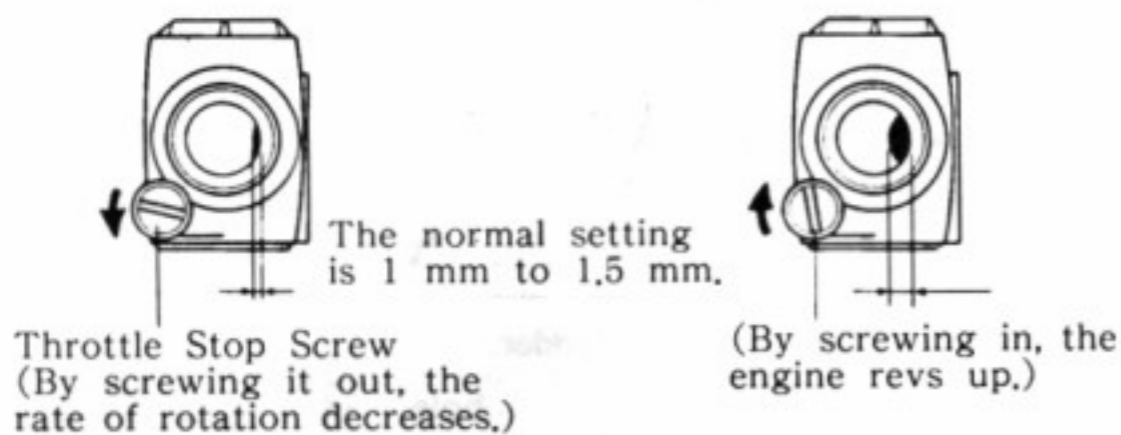 The normal setting
is 1 mm to 1.5 mm.
Throttle Stop Screw
(By screwing it out, the
rate of rotation decreases.)
(By screwing in, the
engine revs up.)